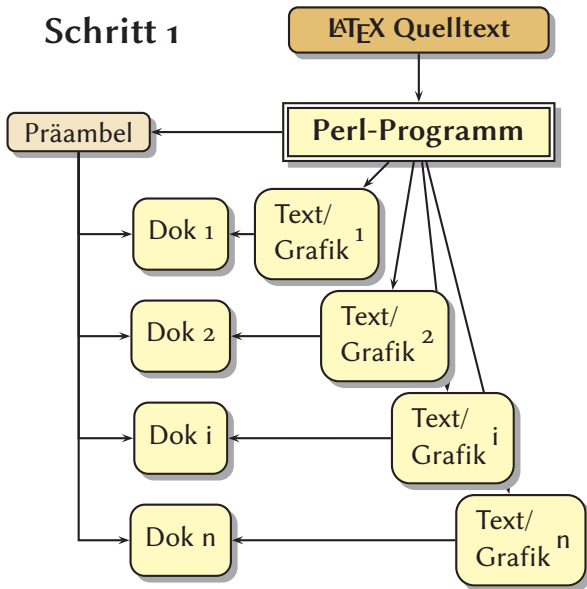 Schritt 1
LATEX Quelltext
Perl-Programm
Präambel
Text/
Grafik 1
Dok 1
Text/
Grafik 2
Dok 2
Text/
Grafik i
Dok i
Text/
Grafik n
Dok n